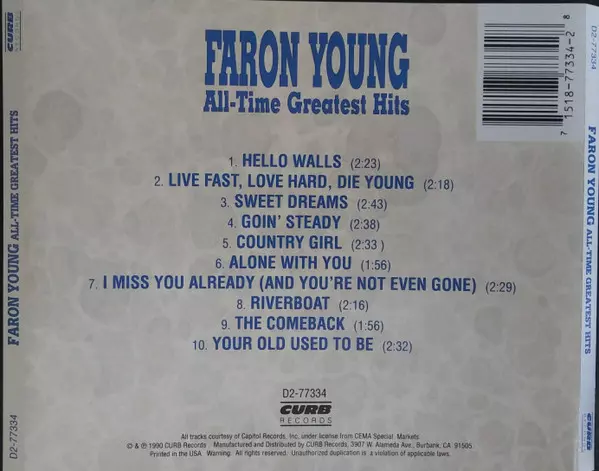 CURB
RECORDS
FARON YOUNG ALL-TIME GREATEST HITS
D2-77334
FARON YOUNG
All-Time Greatest Hits
7 1518-77334-2 8
1. HELLO WALLS (2:23)
2. LIVE FAST, LOVE HARD, DIE YOUNG (2:18)
3. SWEET DREAMS (2:43)
4. GOIN' STEADY (2:38)
5. COUNTRY GIRL (2:33 )
6. ALONE WITH YOU (1:56)
7. I MISS YOU ALREADY (AND YOU'RE NOT EVEN GONE) (2:29)
8. RIVERBOAT (2:16)
9. THE COMEBACK (1:56)
10. YOUR OLD USED TO BE (2:32)
D2-77334
CURB
RECORDS
All tracks courtesy of Capitol Records, Inc. under license from CEMA Special Markets
© & ℗ 1990 CURB Records Manufactured and Distributed by CURB Records, 3907 W. Alameda Ave., Burbank, CA 91505.
Printed in the USA. Warning: All rights reserved. Unauthorized duplication is a violation of applicable laws.
D2-77334
FARON YOUNG ALL-TIME GREATEST HITS
CURB
RECORDS